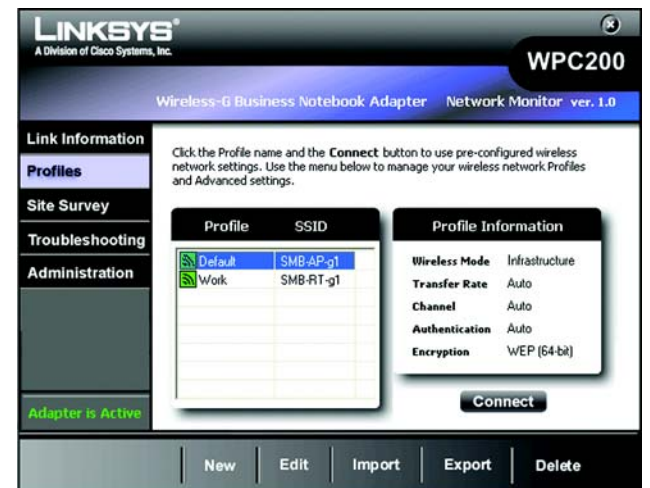 LINKSYS®
A Division of Cisco Systems, Inc.
WPC200
Wireless-G Business Notebook Adapter Network Monitor ver. 1.0
Link Information
Profiles
Site Survey
Troubleshooting
Administration
Adapter is Active
Click the Profile name and the Connect button to use pre-configured wireless
network settings. Use the menu below to manage your wireless network Profiles
and Advanced settings.
Profile SSID
Default SMB-AP-g1
Work SMB-RT-g1
Profile Information
Wireless Mode Infrastructure
Transfer Rate Auto
Channel Auto
Authentication Auto
Encryption WEP (64-bit)
Connect
New Edit Import Export Delete